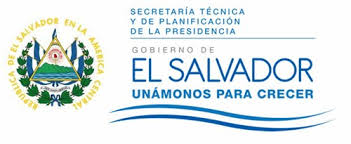 REPÚBLICA DE EL SALVADOR EN LA AMÉRICA CENTRAL
SECRETARÍA TÉCNICA
Y DE PLANIFICACIÓN
DE LA PRESIDENCIA
GOBIERNO DE
EL SALVADOR
UNÁMONOS PARA CRECER